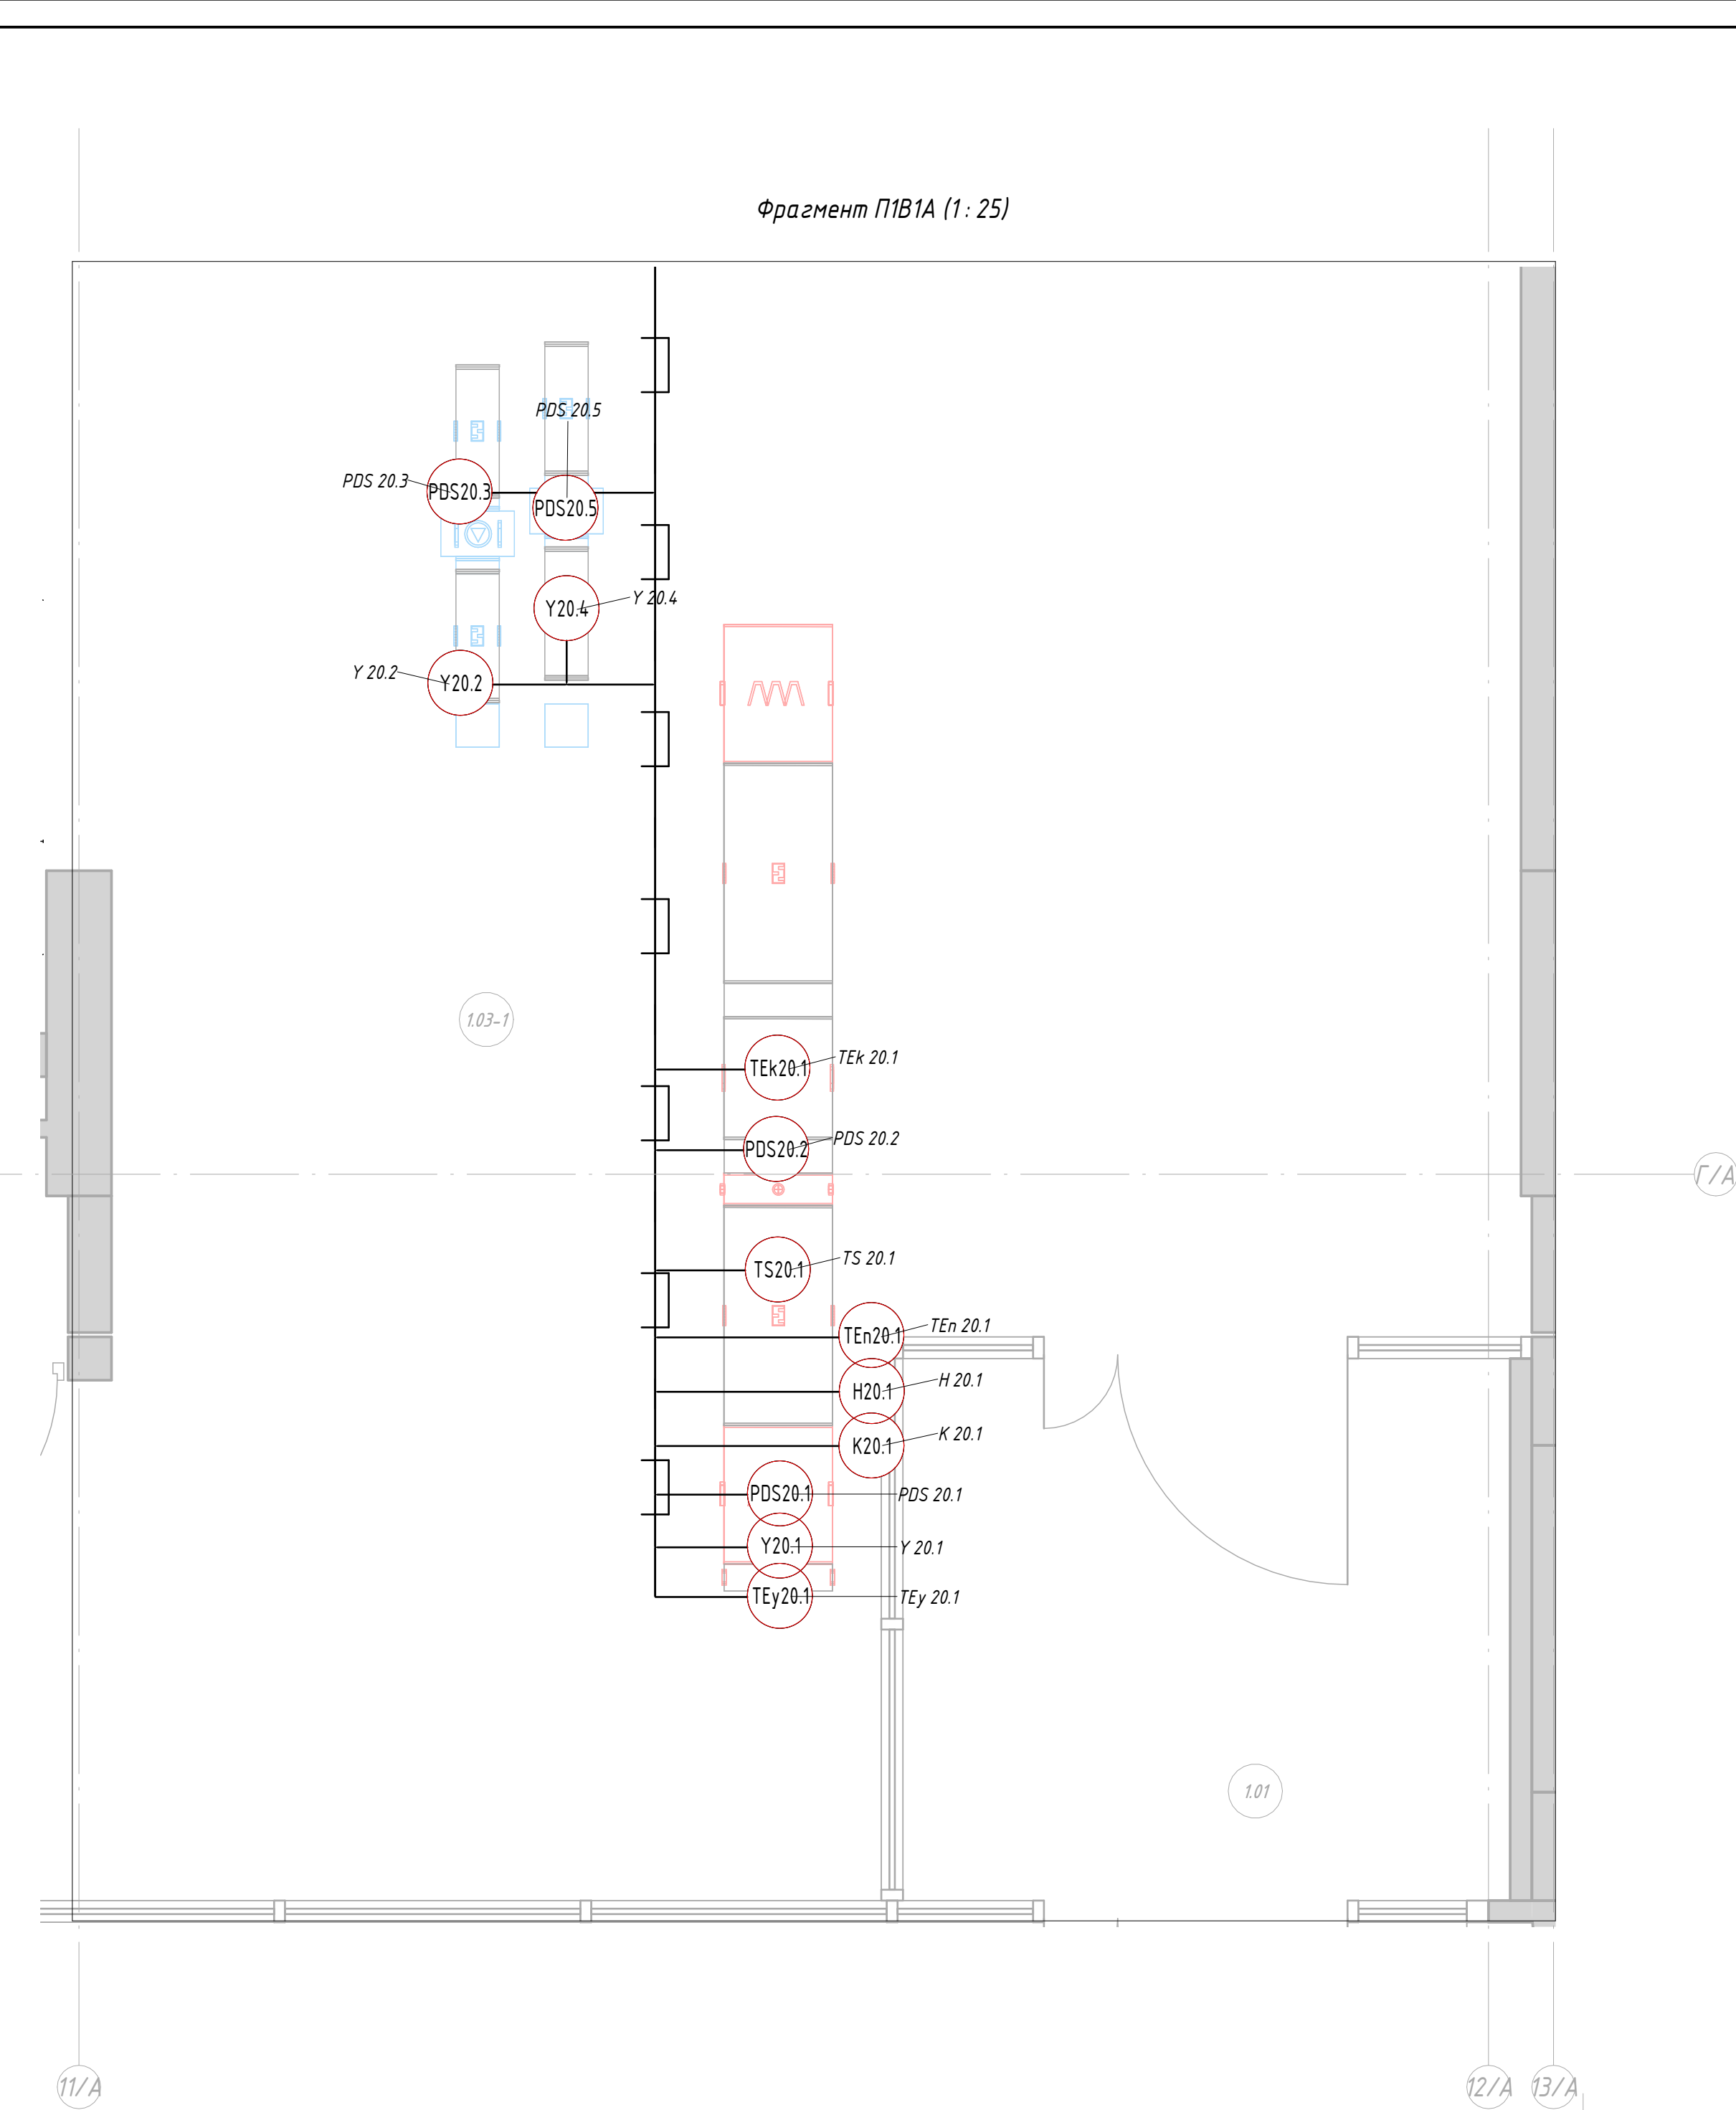 Фрагмент П1В1А (1 : 25)
PDS 20.5
PDS 20.3
PDS20.3
PDS20.5
Y20.4
Y 20.4
Y 20.2
Y20.2
1.03-1
TEk20.1
TEk 20.1
PDS20.2
PDS 20.2
Г/А
TS20.1
TS 20.1
TEn20.1
TEn 20.1
H20.1
H 20.1
K20.1
K 20.1
PDS20.1
PDS 20.1
Y20.1
Y 20.1
TEy20.1
TEy 20.1
1.01
11/А
12/А
13/А